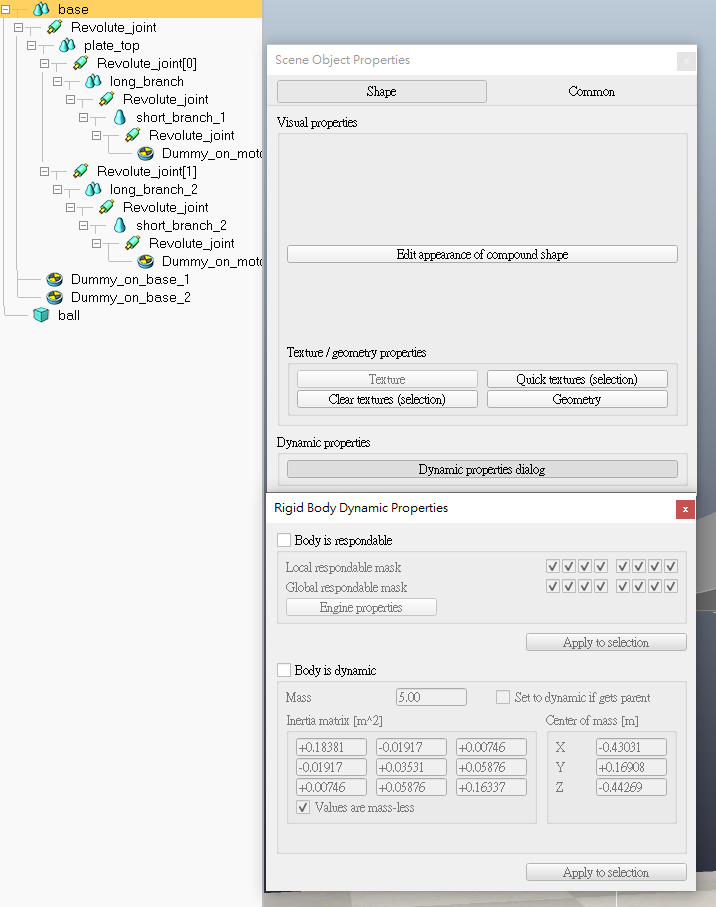 base
Revolute_joint
plate_top
Revolute_joint[0]
long_branch
Revolute_joint
short_branch_1
Revolute_joint
Dummy_on_moto
Revolute_joint[1]
long_branch_2
Revolute_joint
short_branch_2
Revolute_joint
Dummy_on_moto
Dummy_on_base_1
Dummy_on_base_2
ball
Scene Object Properties
x
Shape Common
Visual properties
Edit appearance of compound shape
Texture / geometry properties
Texture Quick textures (selection)
Clear textures (selection) Geometry
Dynamic properties
Dynamic properties dialog
Rigid Body Dynamic Properties
x
Body is respondable
Local respondable mask
Global respondable mask
Engine properties
Apply to selection
Body is dynamic
Mass 5.00 Set to dynamic if gets parent
Inertia matrix [m^2] Center of mass [m]
+0.18381 -0.01917 +0.00746 X -0.43031
-0.01917 +0.03531 +0.05876 Y +0.16908
+0.00746 +0.05876 +0.16337 Z -0.44269
Values are mass-less
Apply to selection